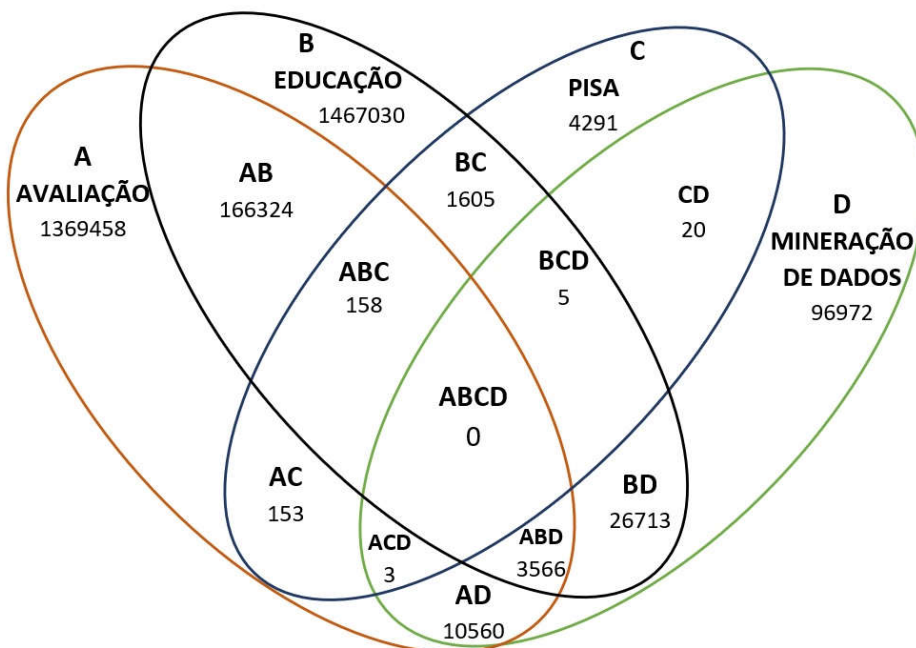 B
EDUCAÇÃO
1467030
C
PISA
4291
A
AVALIAÇÃO
1369458
AB
166324
BC
1605
CD
20
D
MINERAÇÃO
DE DADOS
96972
ABC
158
BCD
5
ABCD
0
AC
153
BD
26713
ACD
3
ABD
3566
AD
10560